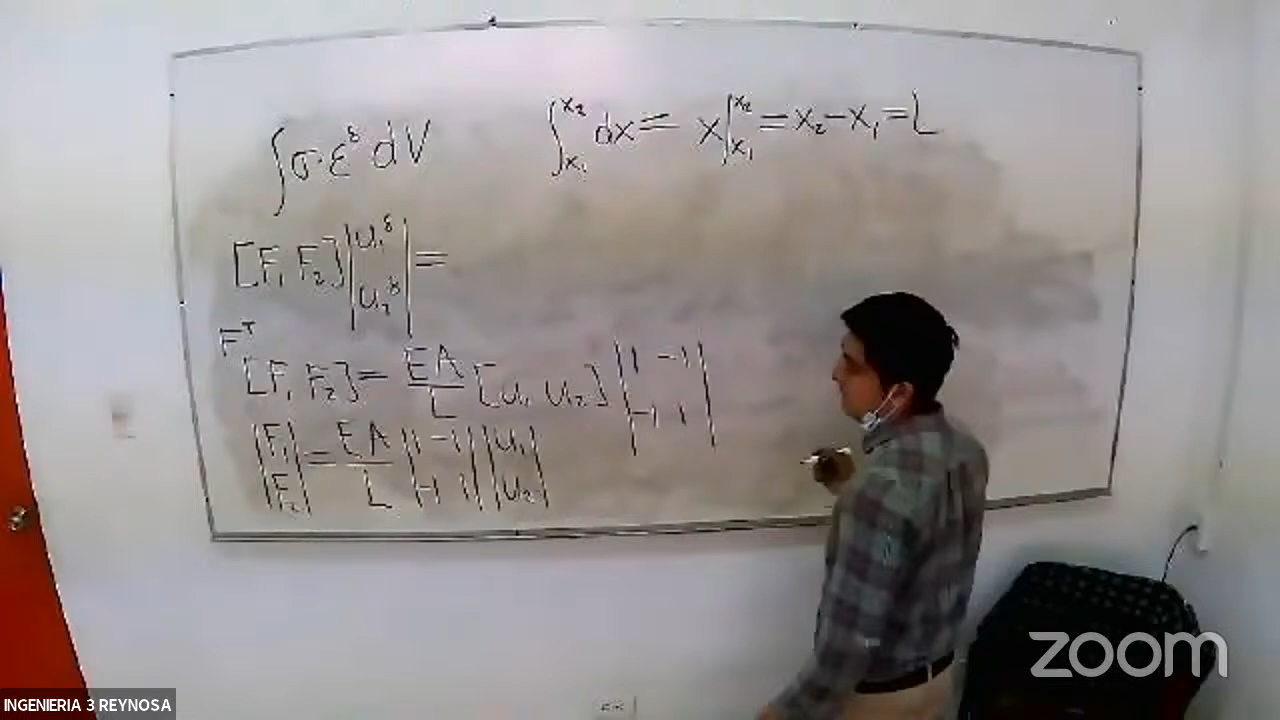 ∫σ·ε^δ dV
∫_{x₁}^{x₂} dx = x|_{x₁}^{x₂} = x₂-x₁=L
[F₁ F₂] |u₁^δ u₂^δ| =
F^T
[F₁ F₂] = EA/L [u₁ u₂] |1 -1 -1 1|
|F₁ F₂| = EA/L |1 -1 -1 1| |u₁ u₂|
zoom
INGENIERIA 3 REYNOSA